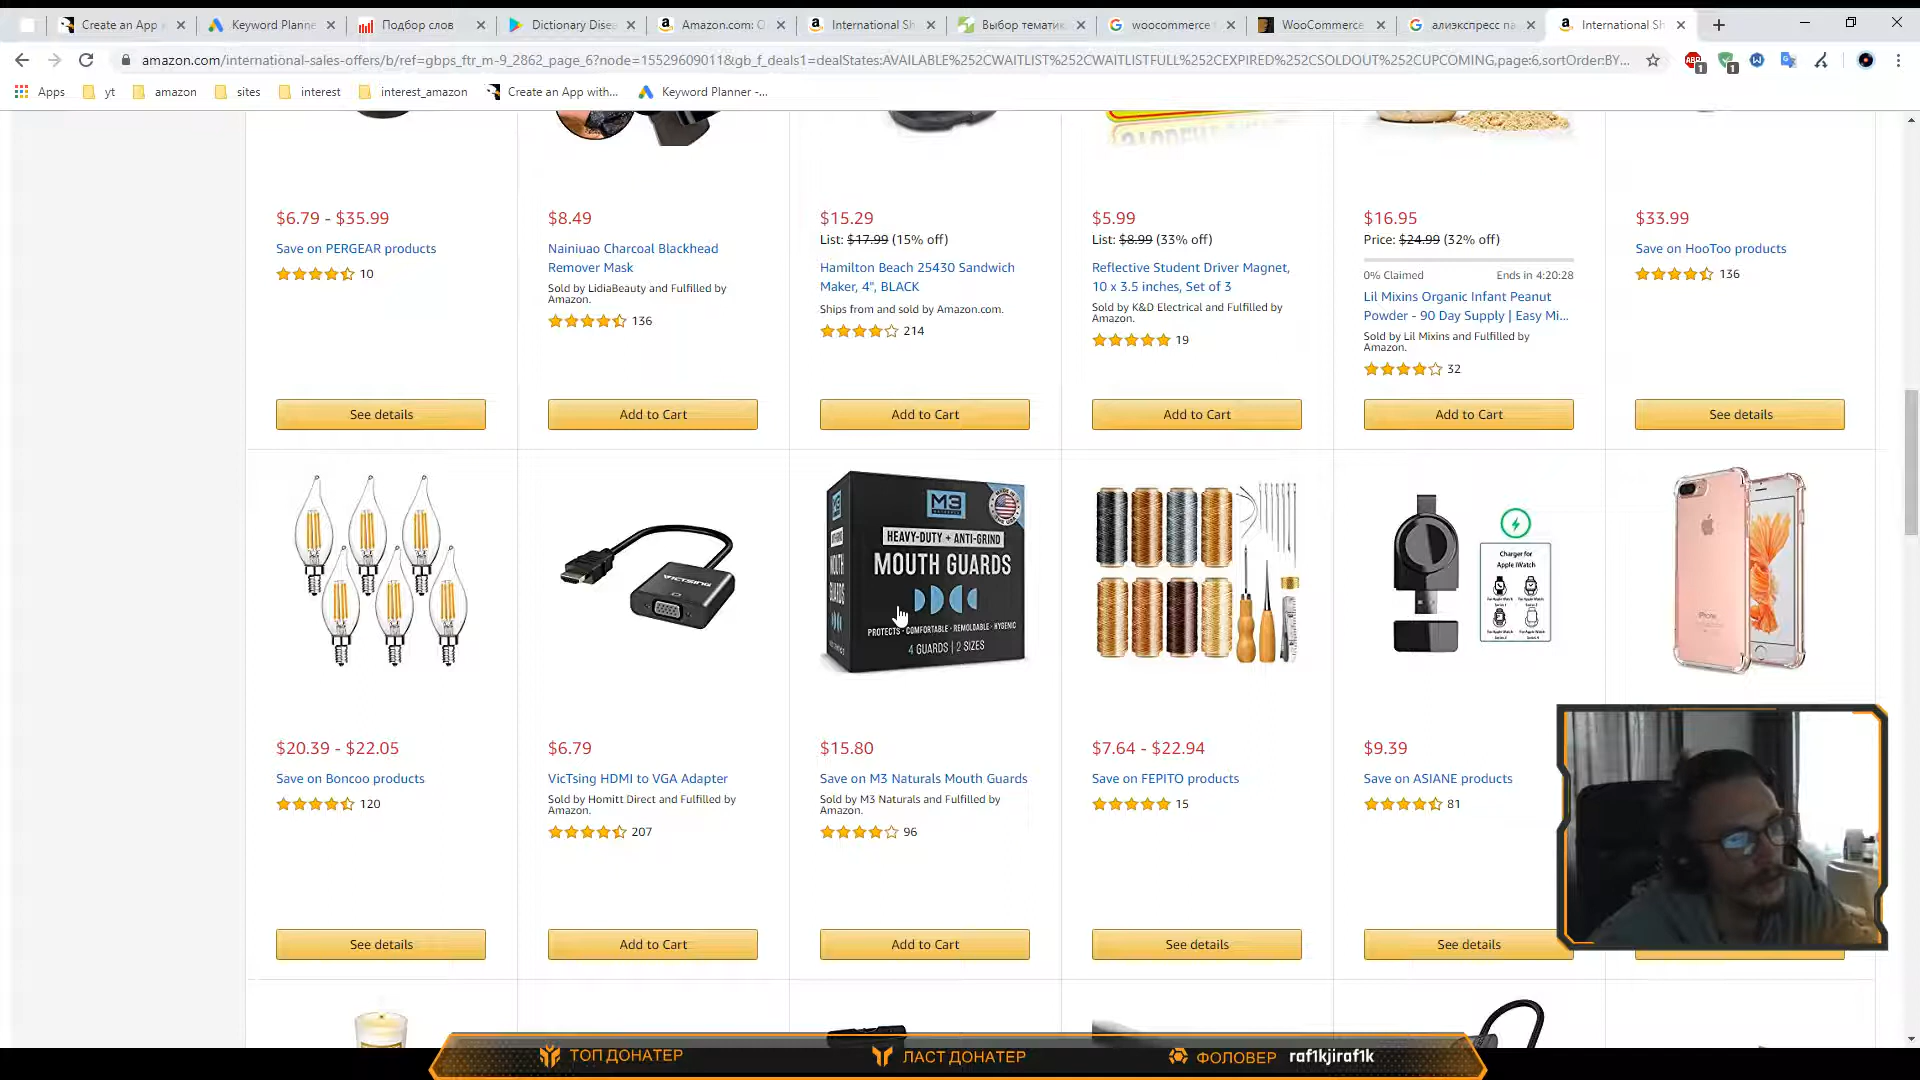 Create an App
Keyword Planne
Подбор слов
Dictionary Dise
Amazon.com: O
International Sh
Выбор тематик
woocommerce
WooCommerce
алиэкспресс па
International Sh
amazon.com/international-sales-offers/b/ref=gbps_ftr_m-9_2862_page_6?node=15529609011&gb_f_deals1=dealStates:AVAILABLE%252CWAITLIST%252CWAITLISTFULL%252CEXPIRED%252CSOLDOUT%252CUPCOMING,page:6,sortOrder:BY...
Apps
yt
amazon
sites
interest
interest_amazon
Create an App with...
Keyword Planner -...
$6.79 - $35.99
Save on PERGEAR products
10
See details
$8.49
Nainiuao Charcoal Blackhead
Remover Mask
Sold by LidiaBeauty and Fulfilled by
Amazon.
136
Add to Cart
$15.29
List: $17.99 (15% off)
Hamilton Beach 25430 Sandwich
Maker, 4", BLACK
Ships from and sold by Amazon.com.
214
Add to Cart
$5.99
List: $8.99 (33% off)
Reflective Student Driver Magnet,
10 x 3.5 inches, Set of 3
Sold by K&D Electrical and Fulfilled by
Amazon.
19
Add to Cart
$16.95
Price: $24.99 (32% off)
0% Claimed
Ends in 4:20:28
Lil Mixins Organic Infant Peanut
Powder - 90 Day Supply | Easy Mi...
Sold by Lil Mixins and Fulfilled by
Amazon.
32
Add to Cart
$33.99
Save on HooToo products
136
See details
$20.39 - $22.05
Save on Boncoo products
120
See details
VICTSING
$6.79
VicTsing HDMI to VGA Adapter
Sold by Homitt Direct and Fulfilled by
Amazon.
207
Add to Cart
M3
HEAVY-DUTY + ANTI-GRIND
MOUTH GUARDS
PROTECTS · COMFORTABLE · REMOLDABLE · HYGENIC
4 GUARDS | 2 SIZES
MOUTH GUARDS
$15.80
Save on M3 Naturals Mouth Guards
Sold by M3 Naturals and Fulfilled by
Amazon.
96
Add to Cart
$7.64 - $22.94
Save on FEPITO products
15
See details
Charger for
Apple iWatch
$9.39
Save on ASIANE products
81
See details
ТОП ДОНАТЕР
ЛАСТ ДОНАТЕР
ФОЛОВЕР
raf1kjiraf1k